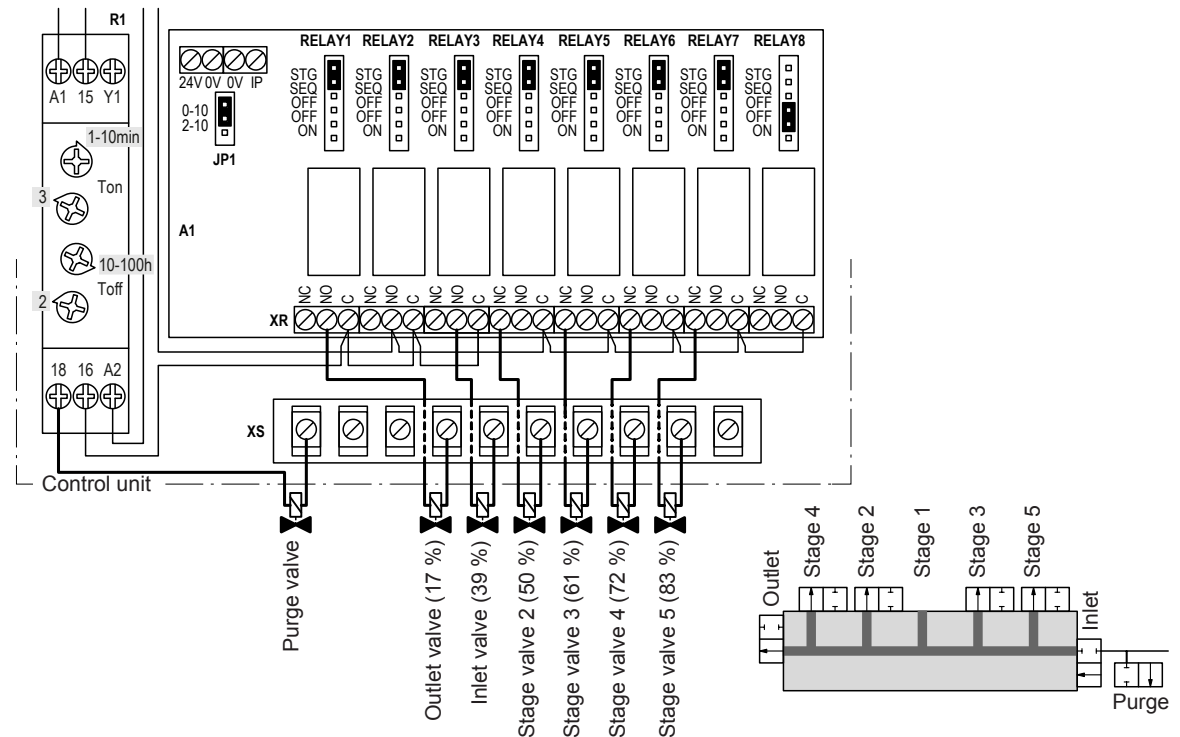 R1
A1 15 Y1
1-10min
Ton
3
10-100h
Toff
2
18 16 A2
24V 0V 0V IP
0-10
2-10
JP1
A1
RELAY1 RELAY2 RELAY3 RELAY4 RELAY5 RELAY6 RELAY7 RELAY8
STG STG STG STG STG STG STG STG
SEQ SEQ SEQ SEQ SEQ SEQ SEQ SEQ
OFF OFF OFF OFF OFF OFF OFF OFF
OFF OFF OFF OFF OFF OFF OFF OFF
ON ON ON ON ON ON ON ON
NC NO C NC NO C NC NO C NC NO C NC NO C NC NO C NC NO C NC NO C
XR
XS
Control unit
Purge valve
Outlet valve (17 %)
Inlet valve (39 %)
Stage valve 2 (50 %)
Stage valve 3 (61 %)
Stage valve 4 (72 %)
Stage valve 5 (83 %)
Outlet
Stage 4
Stage 2
Stage 1
Stage 3
Stage 5
Inlet
Purge